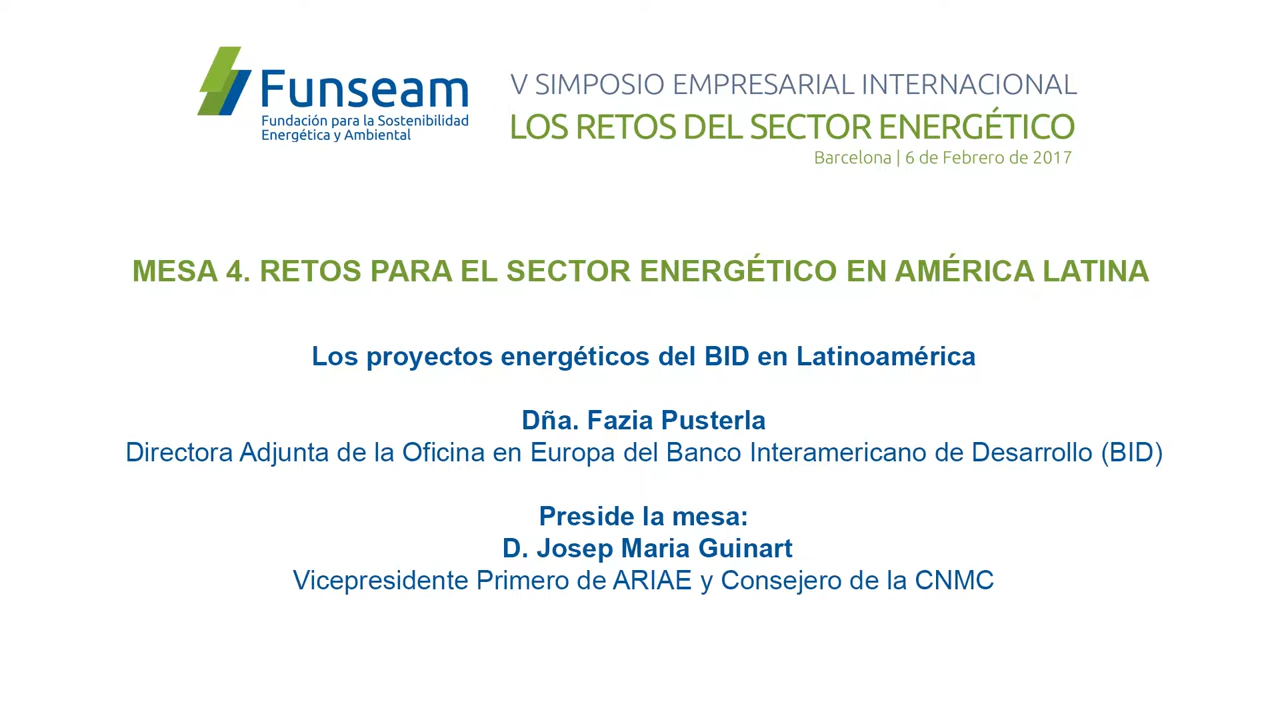 Funseam
Fundación para la Sostenibilidad
Energética y Ambiental
V SIMPOSIO EMPRESARIAL INTERNACIONAL
LOS RETOS DEL SECTOR ENERGÉTICO
Barcelona | 6 de Febrero de 2017
MESA 4. RETOS PARA EL SECTOR ENERGÉTICO EN AMÉRICA LATINA
Los proyectos energéticos del BID en Latinoamérica
Dña. Fazia Pusterla
Directora Adjunta de la Oficina en Europa del Banco Interamericano de Desarrollo (BID)
Preside la mesa:
D. Josep Maria Guinart
Vicepresidente Primero de ARIAE y Consejero de la CNMC